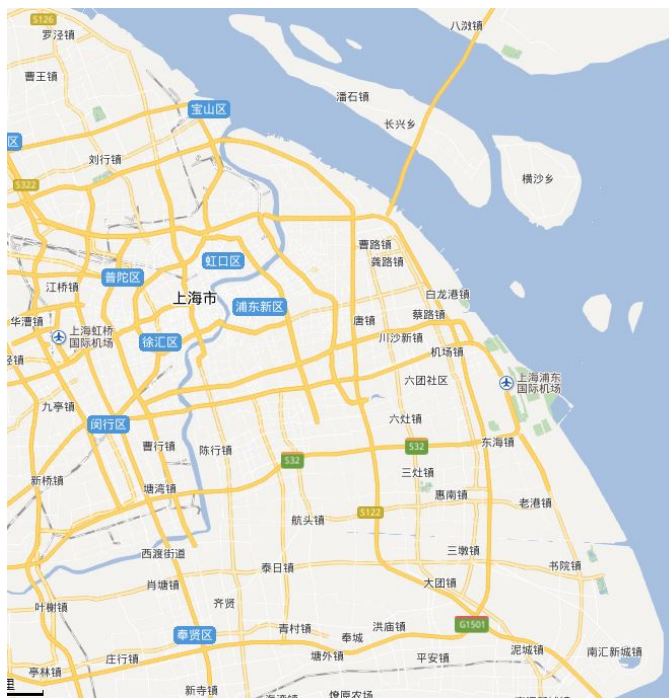 S126
八滧镇
罗泾镇
曹王镇
潘石镇
宝山区
长兴乡
区
刘行镇
横沙乡
S322
曹路镇
虹口区
龚路镇
普陀区
江桥镇
白龙港镇
上海市
浦东新区
蔡路镇
华漕镇
唐镇
上海虹桥
国际机场
徐汇区
川沙新镇
机场镇
泾镇
六团社区
上海浦东
国际机场
九亭镇
闵行区
六灶镇
曹行镇
陈行镇
S32
S32
东海镇
新桥镇
三灶镇
塘湾镇
惠南镇
老港镇
S122
航头镇
西渡街道
三墩镇
泰日镇
书院镇
肖塘镇
大团镇
叶榭镇
齐贤
G1501
奉贤区
青村镇
奉城
洪庙镇
庄行镇
塘外镇
平安镇
泥城镇
南汇新城镇
亭林镇
里
新寺镇
燎原农场